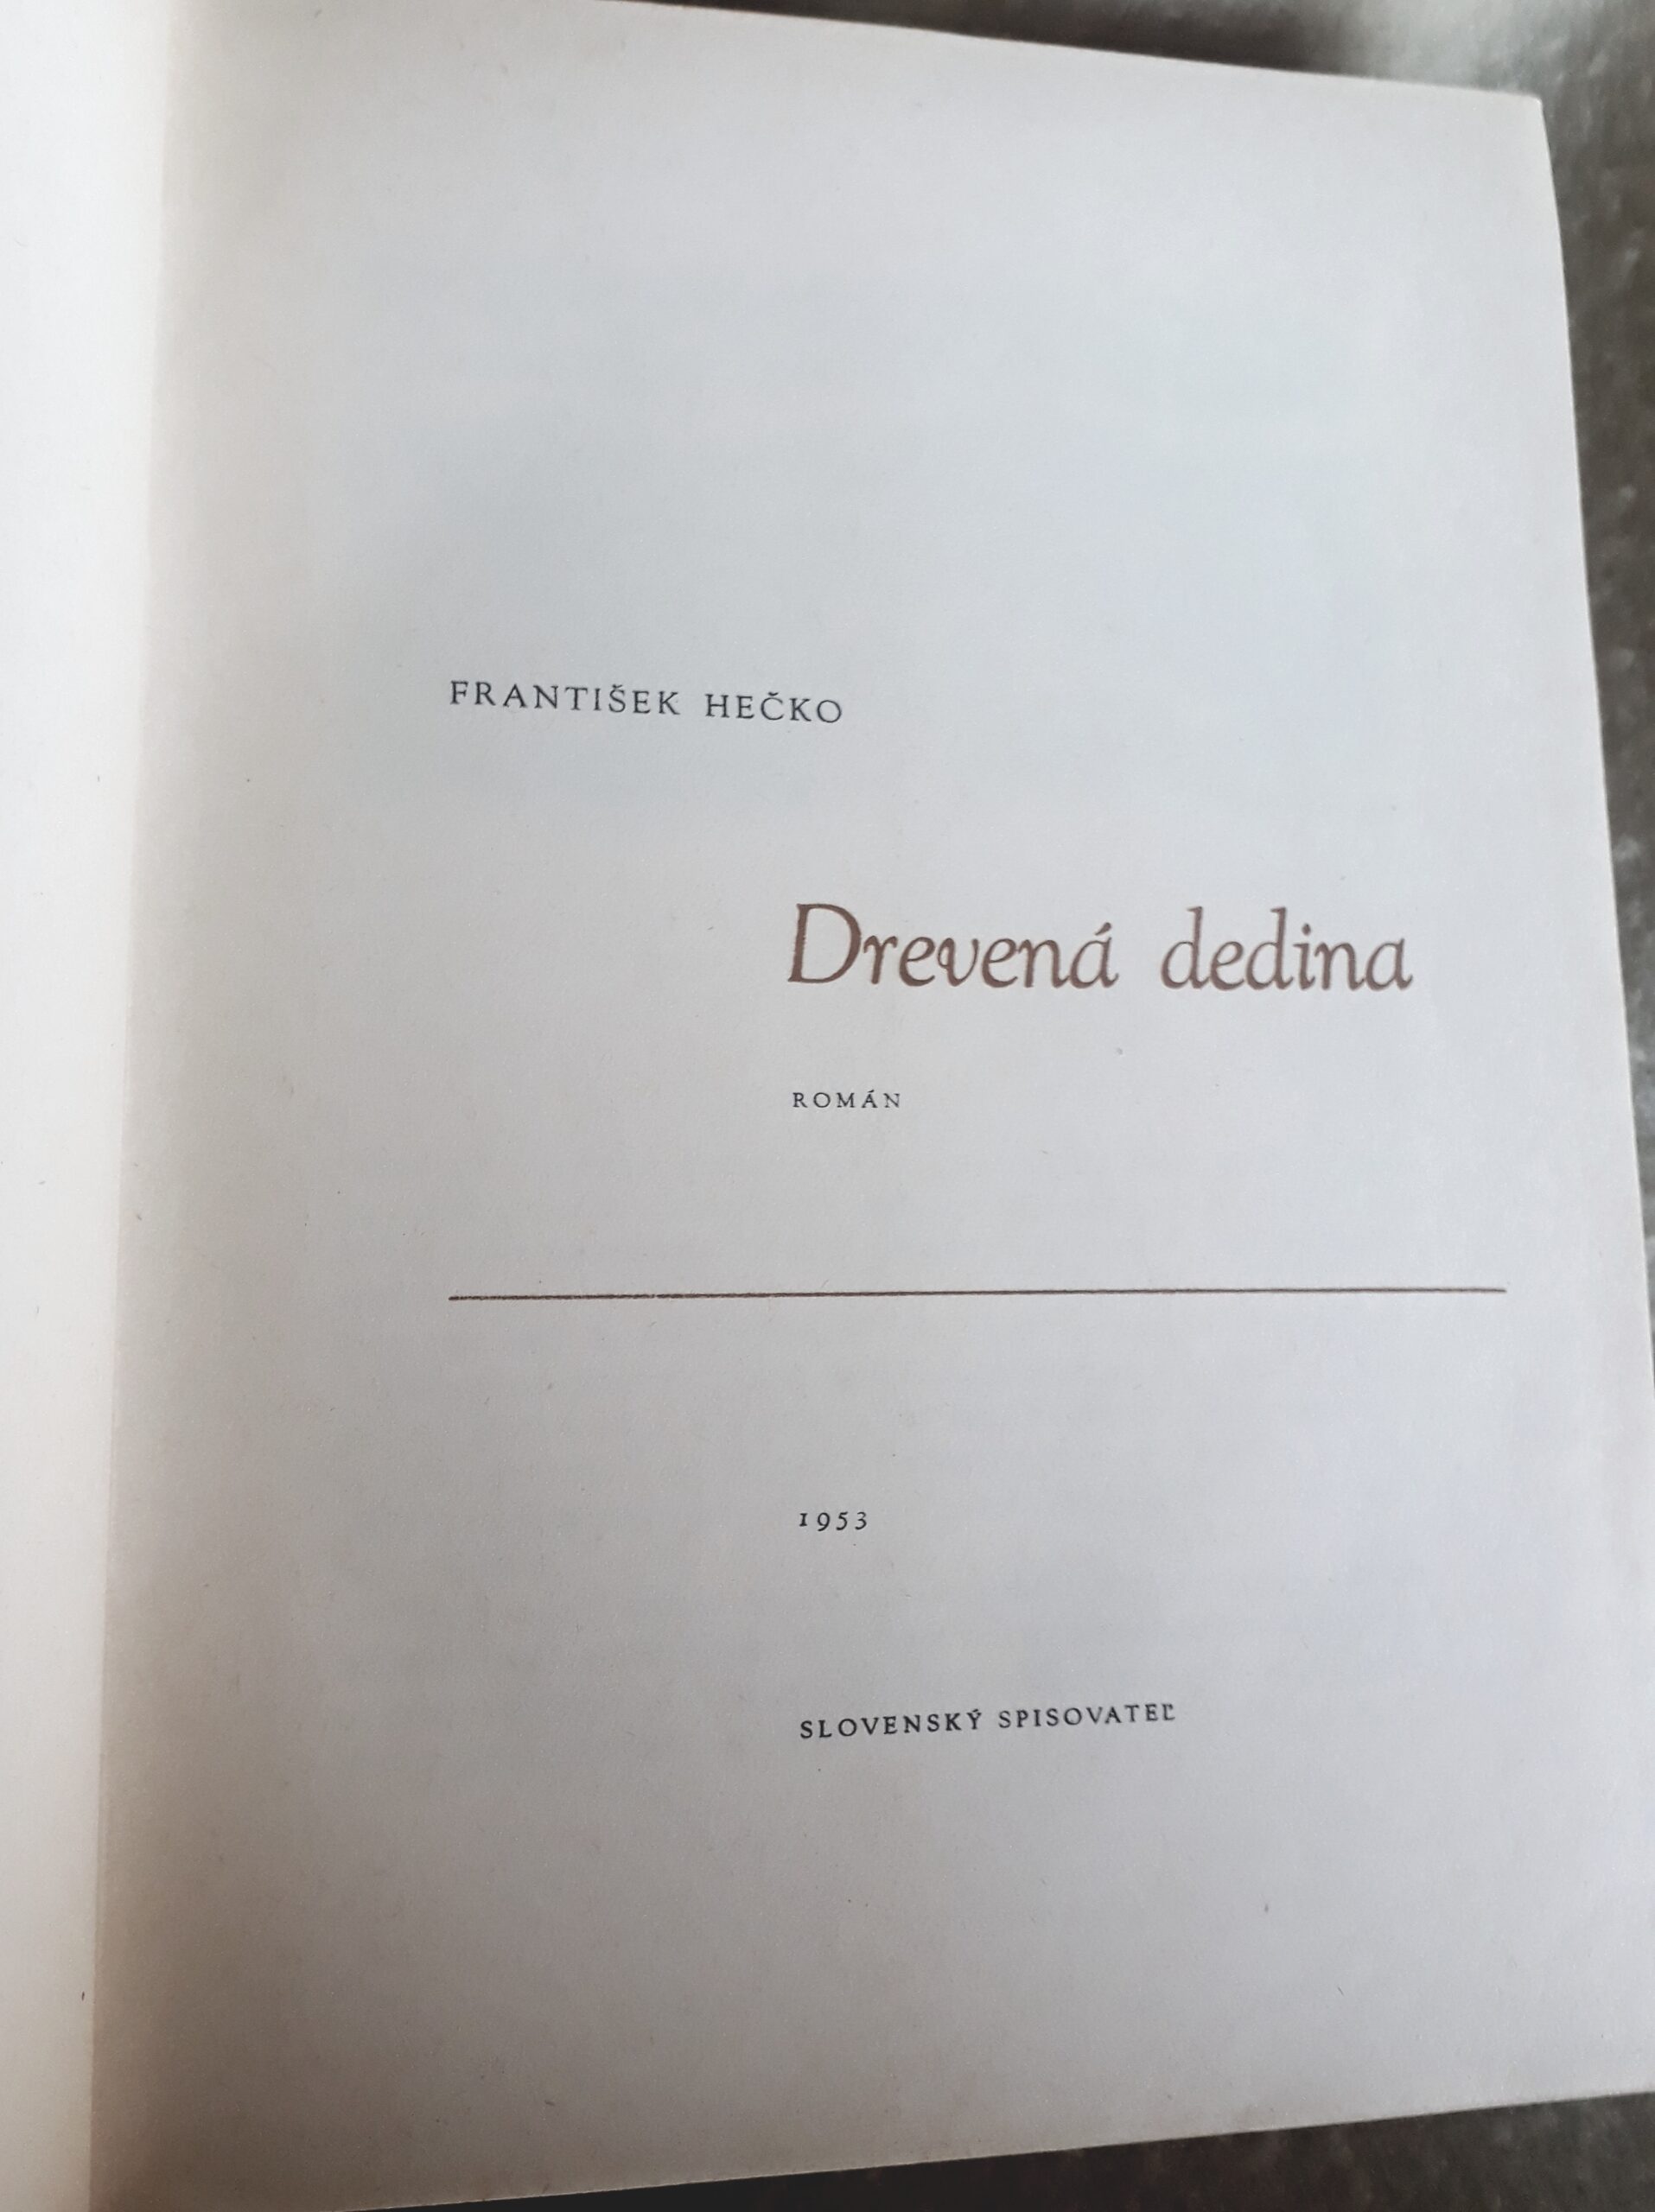 FRANTIŠEK HEČKO
Drevená dedina
ROMÁN
1953
SLOVENSKÝ SPISOVATEĽ